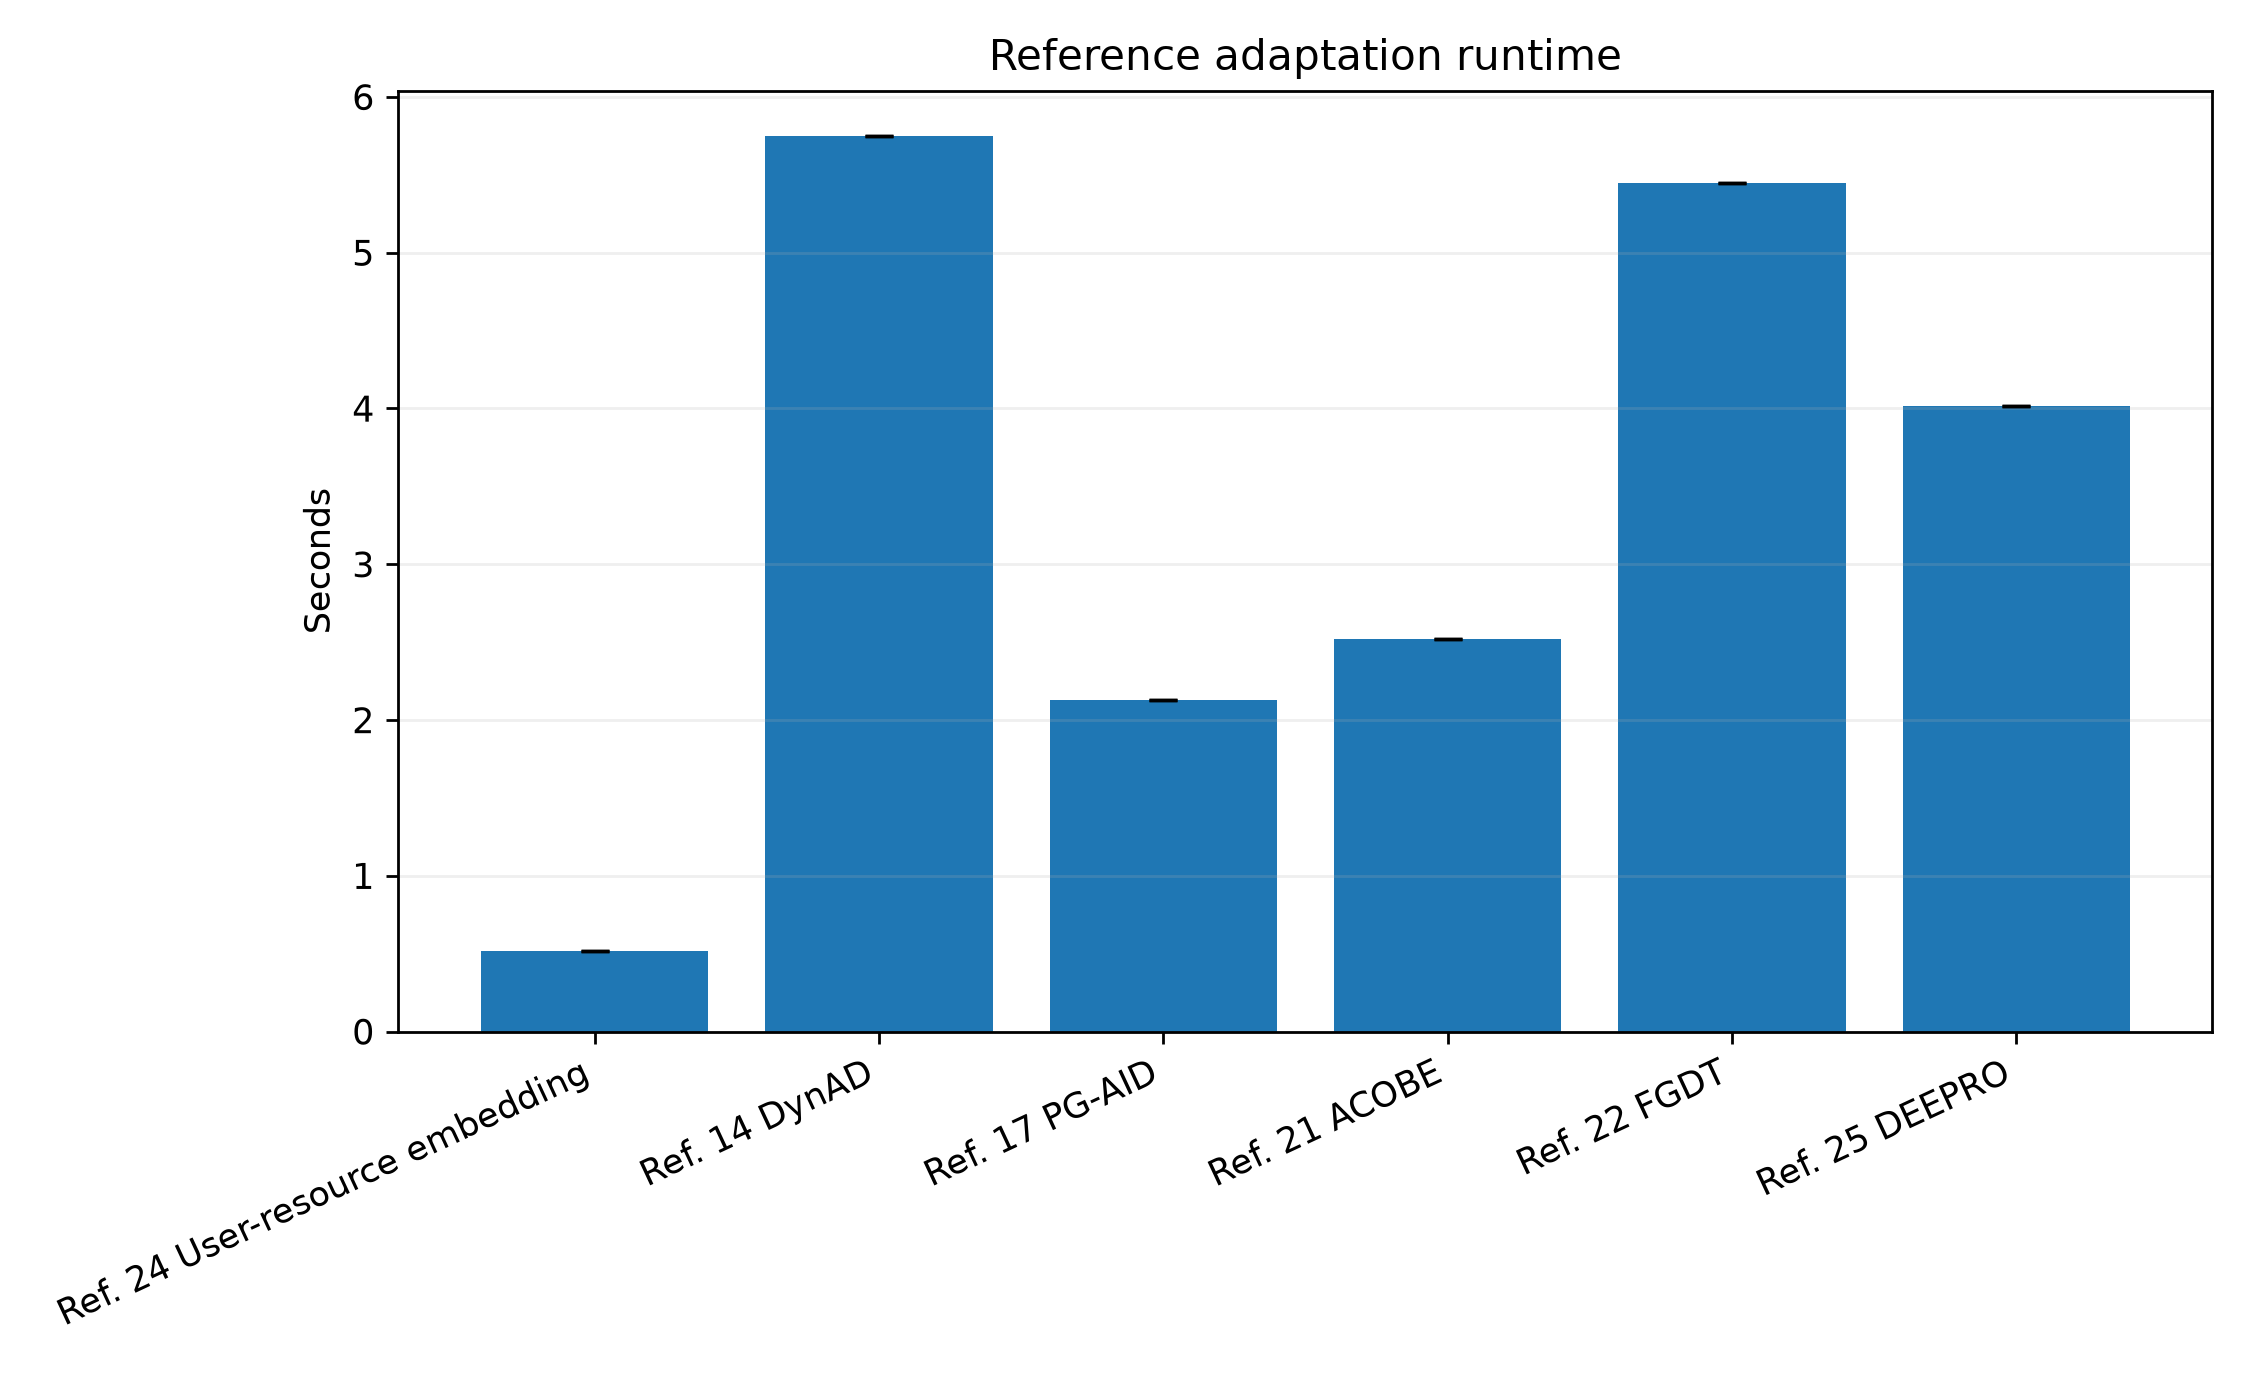 Reference adaptation runtime
Seconds
6
5
4
3
2
1
0
Ref. 24 User-resource embedding
Ref. 14 DynAD
Ref. 17 PG-AID
Ref. 21 ACOBE
Ref. 22 FGDT
Ref. 25 DEEPRO